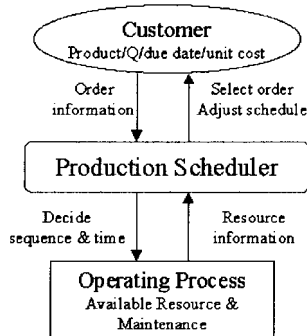 Customer
Product/Q/due date/unit cost
Order
information
Select order
Adjust schedule
Production Scheduler
Decide
sequence & time
Resource
information
Operating Process
Available Resource &
Maintenance